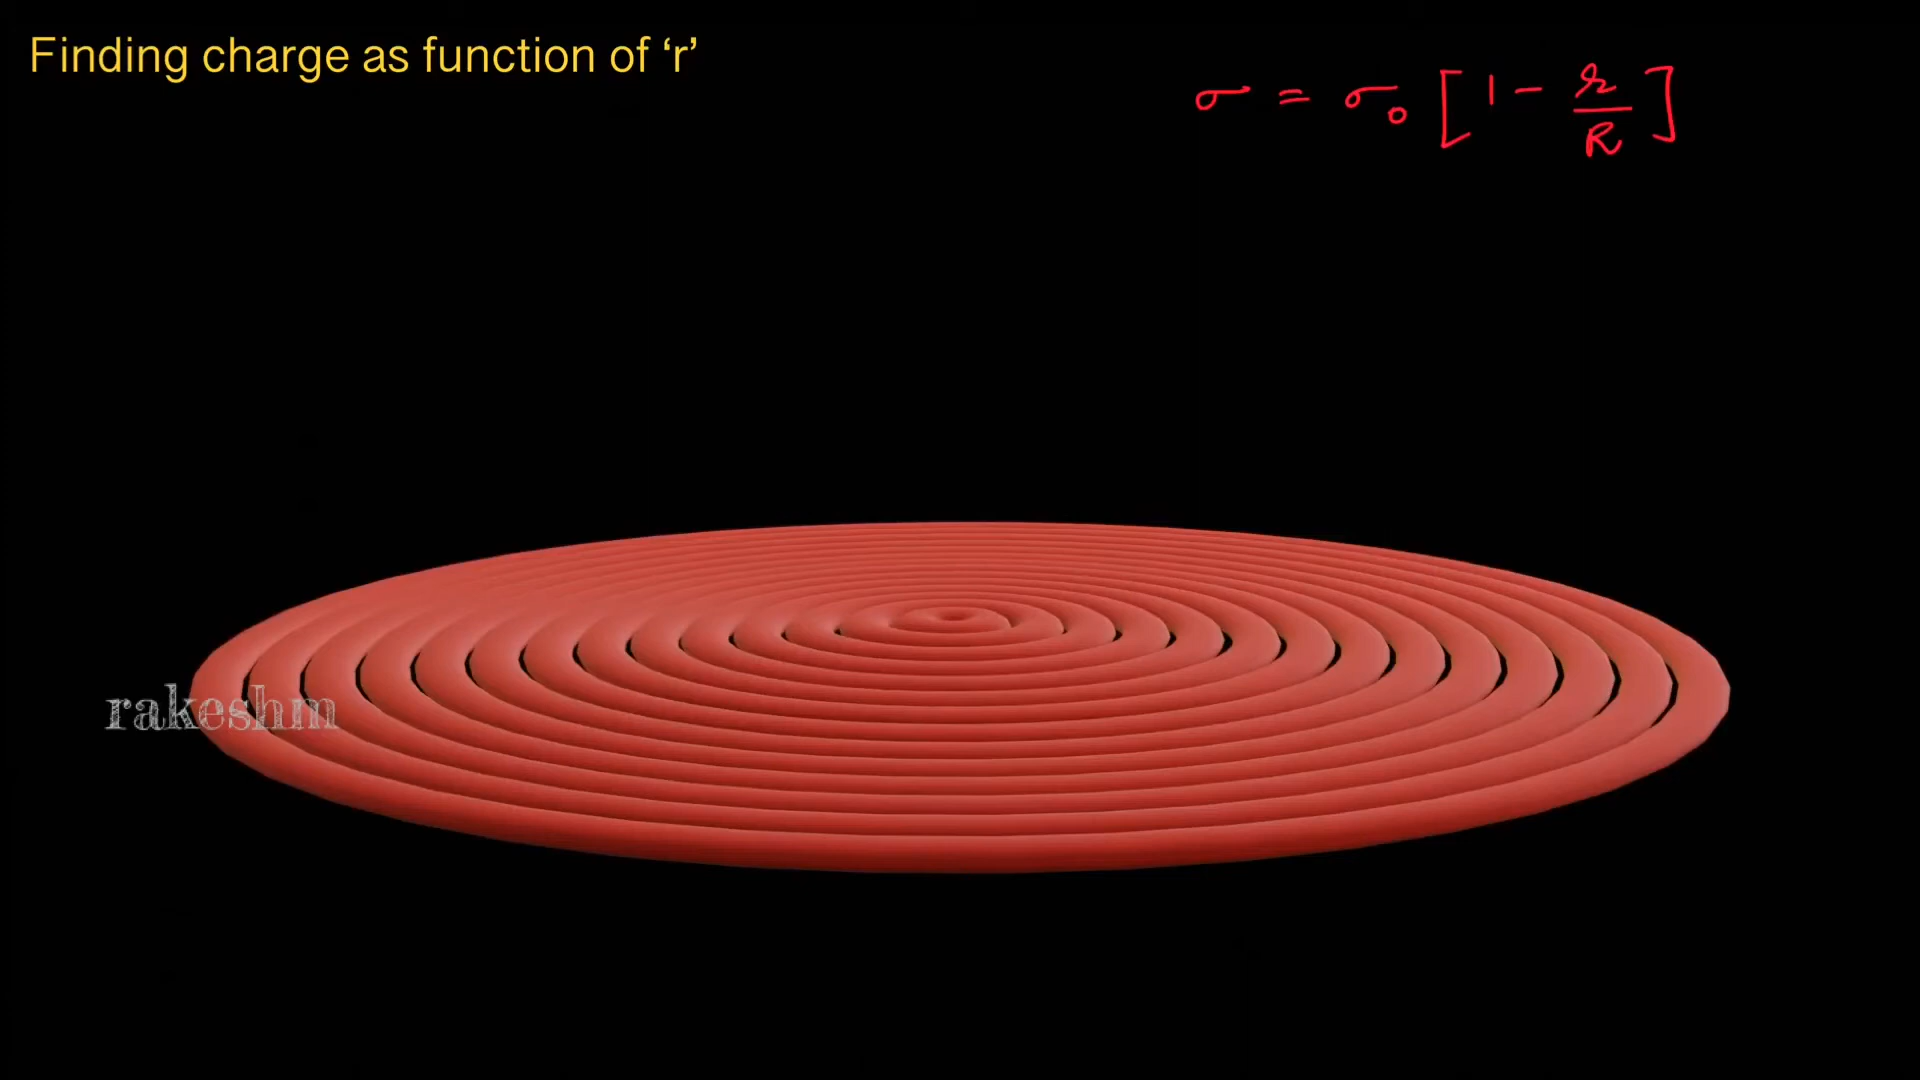 Finding charge as function of ‘r’
σ = σ₀ [1 - r/R]
rakeshm